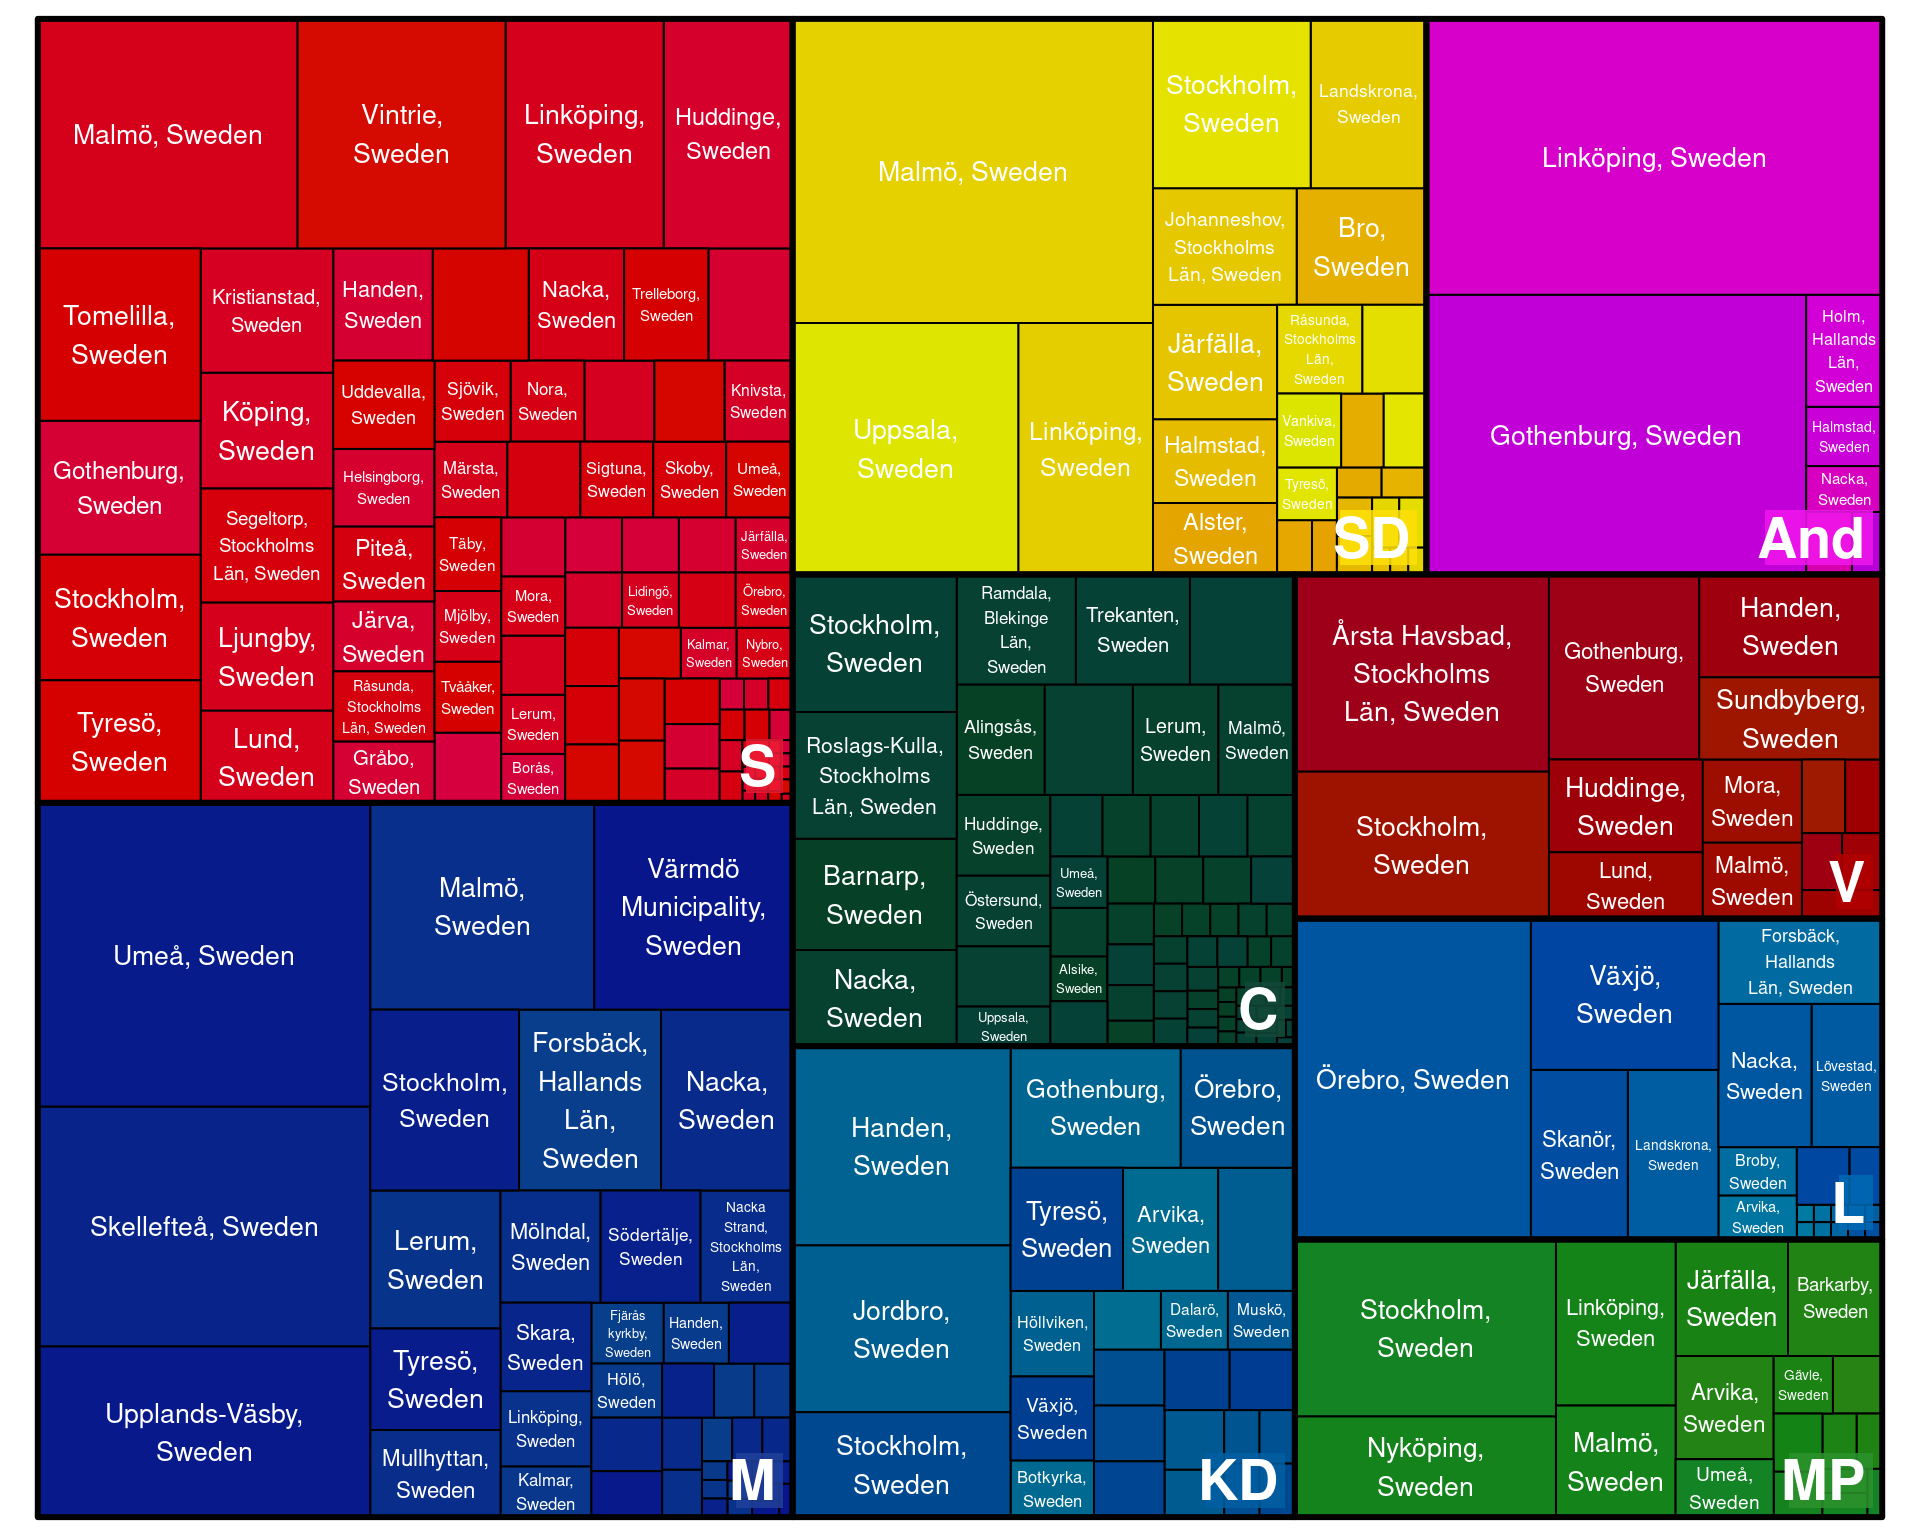 Malmö, Sweden
Vintrie,
Sweden
Linköping,
Sweden
Huddinge,
Sweden
Tomelilla,
Sweden
Kristianstad,
Sweden
Handen,
Sweden
Nacka,
Sweden
Trelleborg,
Sweden
Köping,
Sweden
Uddevalla,
Sweden
Sjövik,
Sweden
Nora,
Sweden
Knivsta,
Sweden
Gothenburg,
Sweden
Helsingborg,
Sweden
Märsta,
Sweden
Sigtuna,
Sweden
Skoby,
Sweden
Umeå,
Sweden
Segeltorp,
Stockholms
Län, Sweden
Piteå,
Sweden
Täby,
Sweden
Järfälla,
Sweden
Stockholm,
Sweden
Mora,
Sweden
Lidingö,
Sweden
Örebro,
Sweden
Ljungby,
Sweden
Järva,
Sweden
Mjölby,
Sweden
Kalmar,
Sweden
Nybro,
Sweden
Tyresö,
Sweden
Råsunda,
Stockholms
Län, Sweden
Tvååker,
Sweden
Lerum,
Sweden
Lund,
Sweden
Gråbo,
Sweden
Borås,
Sweden
S
Umeå, Sweden
Malmö,
Sweden
Värmdö
Municipality,
Sweden
Skellefteå, Sweden
Stockholm,
Sweden
Forsbäck,
Hallands
Län,
Sweden
Nacka,
Sweden
Lerum,
Sweden
Mölndal,
Sweden
Södertälje,
Sweden
Nacka
Strand,
Stockholms
Län,
Sweden
Upplands-Väsby,
Sweden
Tyresö,
Sweden
Skara,
Sweden
Fjärås
kyrkby,
Sweden
Handen,
Sweden
Hölö,
Sweden
Mullhyttan,
Sweden
Linköping,
Sweden
Kalmar,
Sweden
M
Malmö, Sweden
Stockholm,
Sweden
Landskrona,
Sweden
Johanneshov,
Stockholms
Län, Sweden
Bro,
Sweden
Uppsala,
Sweden
Linköping,
Sweden
Järfälla,
Sweden
Råsunda,
Stockholms
Län,
Sweden
Halmstad,
Sweden
Vankiva,
Sweden
Tyresö,
Sweden
Alster,
Sweden
SD
Linköping, Sweden
Gothenburg, Sweden
Holm,
Hallands
Län,
Sweden
Halmstad,
Sweden
Nacka,
Sweden
And
Stockholm,
Sweden
Ramdala,
Blekinge
Län,
Sweden
Trekanten,
Sweden
Roslags-Kulla,
Stockholms
Län, Sweden
Alingsås,
Sweden
Lerum,
Sweden
Malmö,
Sweden
Barnarp,
Sweden
Huddinge,
Sweden
Umeå,
Sweden
Östersund,
Sweden
Nacka,
Sweden
Alsike,
Sweden
Uppsala,
Sweden
C
Årsta Havsbad,
Stockholms
Län, Sweden
Gothenburg,
Sweden
Handen,
Sweden
Sundbyberg,
Sweden
Stockholm,
Sweden
Huddinge,
Sweden
Mora,
Sweden
Lund,
Sweden
Malmö,
Sweden
V
Handen,
Sweden
Gothenburg,
Sweden
Örebro,
Sweden
Tyresö,
Sweden
Arvika,
Sweden
Jordbro,
Sweden
Höllviken,
Sweden
Dalarö,
Sweden
Muskö,
Sweden
Växjö,
Sweden
Stockholm,
Sweden
Botkyrka,
Sweden
KD
Örebro, Sweden
Växjö,
Sweden
Forsbäck,
Hallands
Län, Sweden
Nacka,
Sweden
Lövestad,
Sweden
Skanör,
Sweden
Landskrona,
Sweden
Broby,
Sweden
Arvika,
Sweden
L
Stockholm,
Sweden
Linköping,
Sweden
Järfälla,
Sweden
Barkarby,
Sweden
Arvika,
Sweden
Gävle,
Sweden
Nyköping,
Sweden
Malmö,
Sweden
Umeå,
Sweden
MP